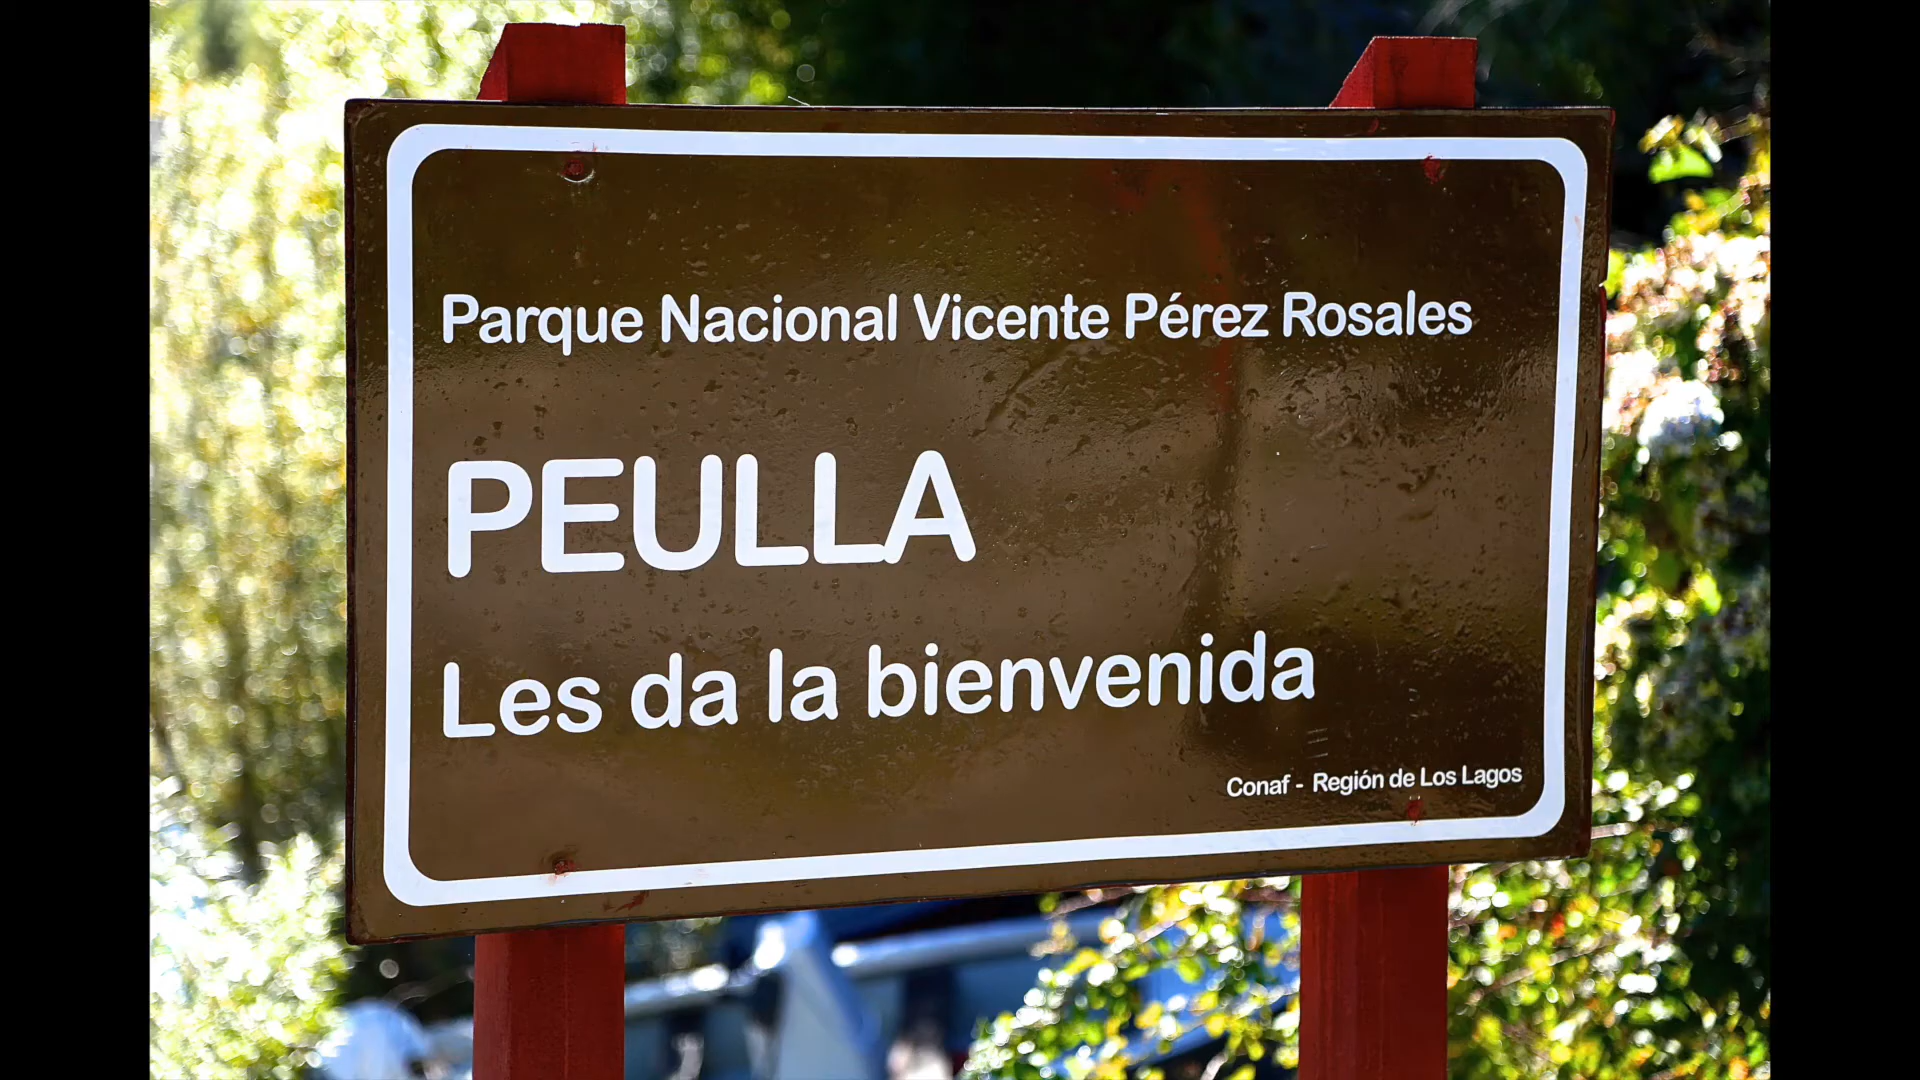 Parque Nacional Vicente Pérez Rosales
PEULLA
Les da la bienvenida
Conaf - Región de Los Lagos